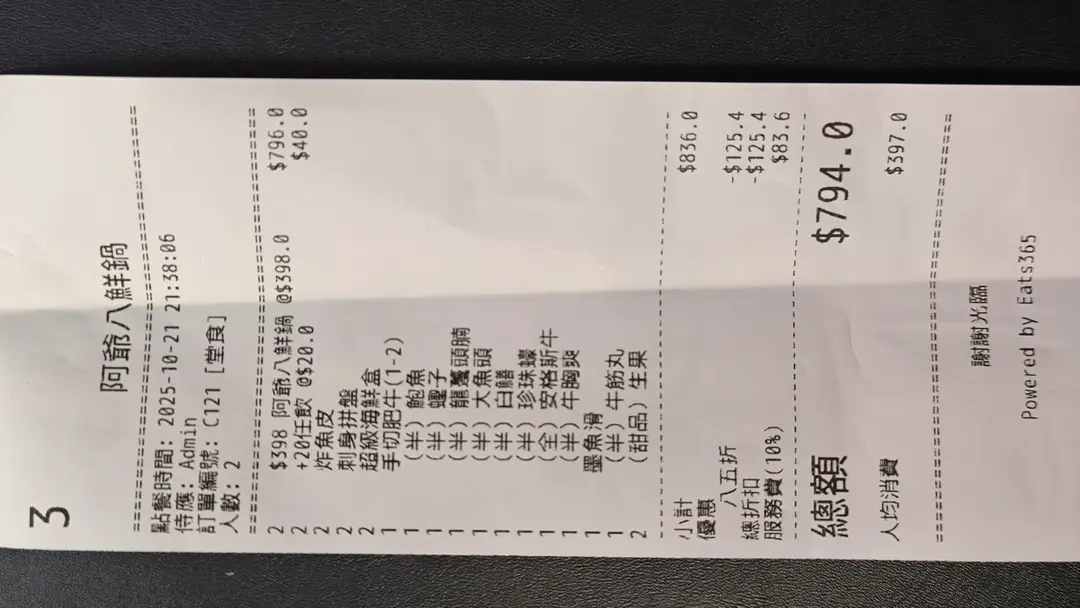 3
阿爺八鮮鍋
點餐時間: 2025-10-21 21:38:06
侍應: Admin
訂單編號: C121 [堂食]
人數: 2
2 $398 阿爺八鮮鍋 @$398.0 $796.0
2 +20任飲 @$20.0 $40.0
2 炸魚皮
2 刺身拼盤
2 超級海鮮盒
1 手切肥牛(1-2)
1 (半) 鮑魚
1 (半) 蟶子
1 (半) 龍躉頭腩
1 (半) 大魚頭
1 (半) 白鱔
1 (半) 珍珠蠔
1 (全) 安格斯牛
1 (半) 牛胸爽
1 墨魚滑
1 (半) 牛筋丸
2 (甜品) 生果
小計 $836.0
優惠
八五折 -$125.4
總折扣 -$125.4
服務費(10%) $83.6
總額 $794.0
人均消費 $397.0
謝謝光臨
Powered by Eats365